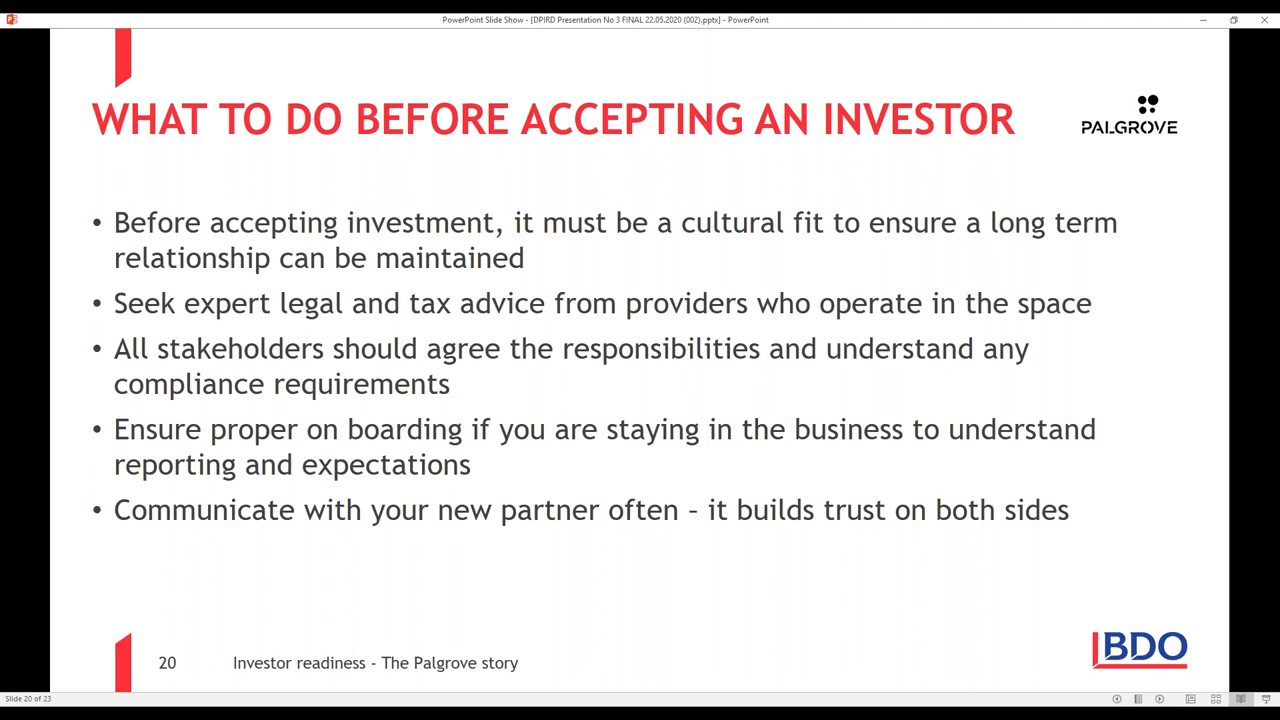 PowerPoint Slide Show - [DPIRD Presentation No 3 FINAL 22.05.2020 (002).pptx] - PowerPoint
WHAT TO DO BEFORE ACCEPTING AN INVESTOR
PALGROVE
• Before accepting investment, it must be a cultural fit to ensure a long term
relationship can be maintained
• Seek expert legal and tax advice from providers who operate in the space
• All stakeholders should agree the responsibilities and understand any
compliance requirements
• Ensure proper on boarding if you are staying in the business to understand
reporting and expectations
• Communicate with your new partner often – it builds trust on both sides
20 Investor readiness - The Palgrove story
BDO
Slide 20 of 23